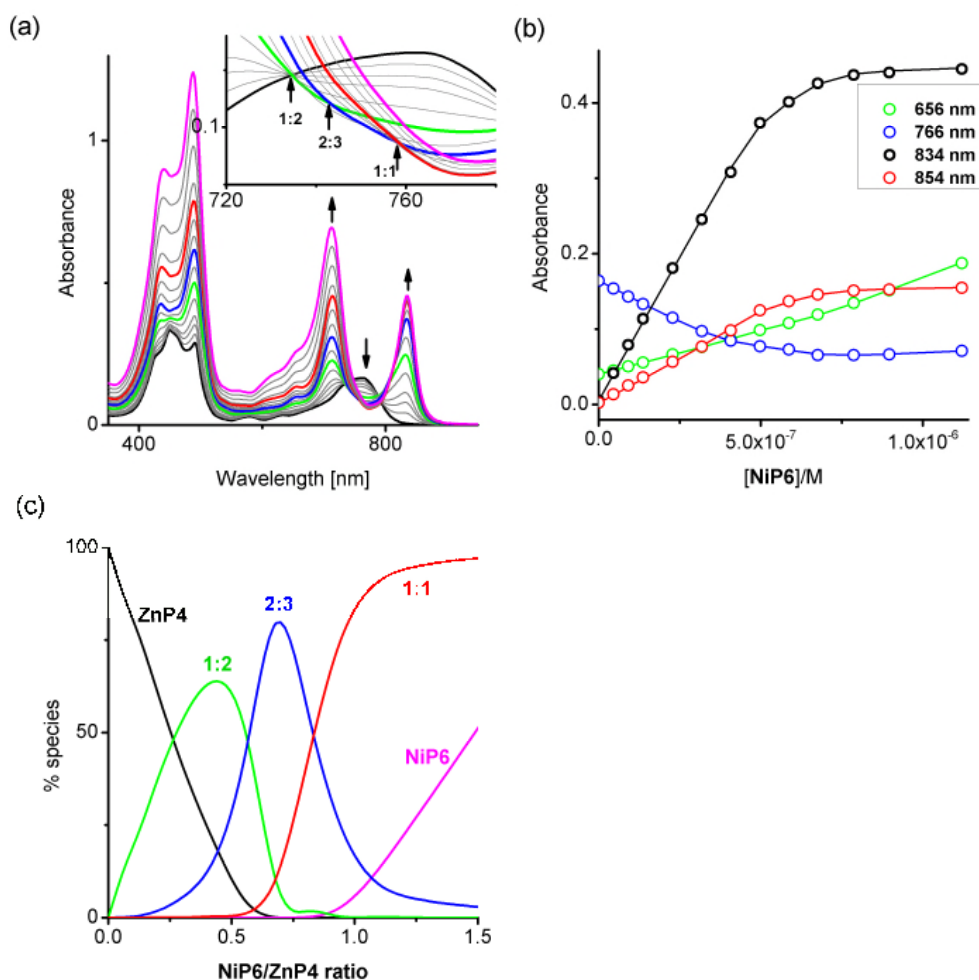 (a)
1
0
Absorbance
0.1
1:2
2:3
1:1
720
760
400
800
Wavelength [nm]
(b)
0.4
0.2
0.0
Absorbance
656 nm
766 nm
834 nm
854 nm
0.0
5.0x10-7
1.0x10-6
[NiP6]/M
(c)
100
50
0
% species
ZnP4
1:2
2:3
1:1
NiP6
0.0
0.5
1.0
1.5
NiP6/ZnP4 ratio